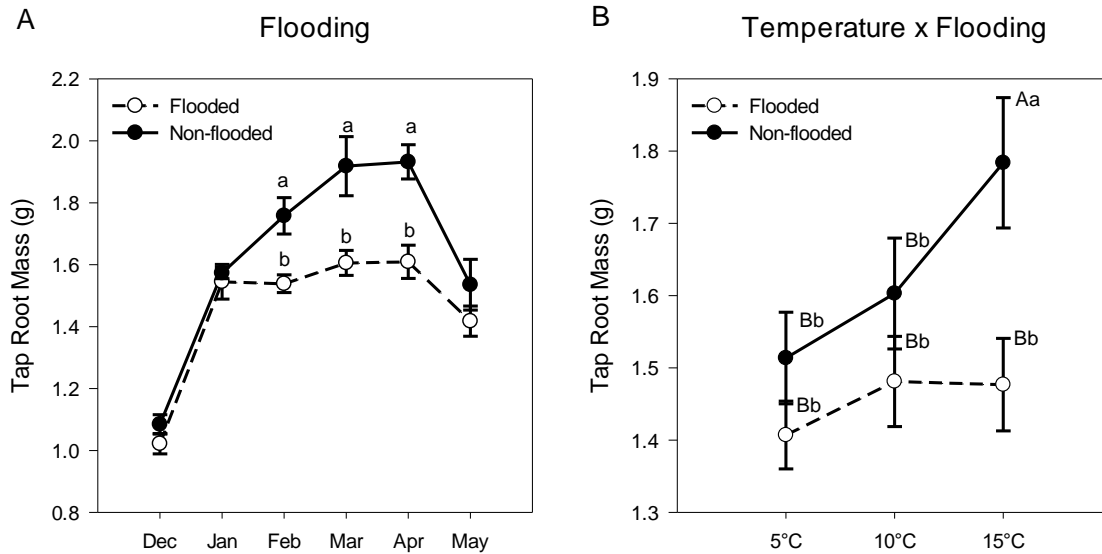 A
Flooding
Flooded
Non-flooded
Tap Root Mass (g)
2.2
2.0
1.8
1.6
1.4
1.2
1.0
0.8
a
a
a
b
b
b
Dec Jan Feb Mar Apr May
B
Temperature x Flooding
Flooded
Non-flooded
Tap Root Mass (g)
1.9
1.8
1.7
1.6
1.5
1.4
1.3
Aa
Bb
Bb
Bb
Bb
Bb
5°C 10°C 15°C